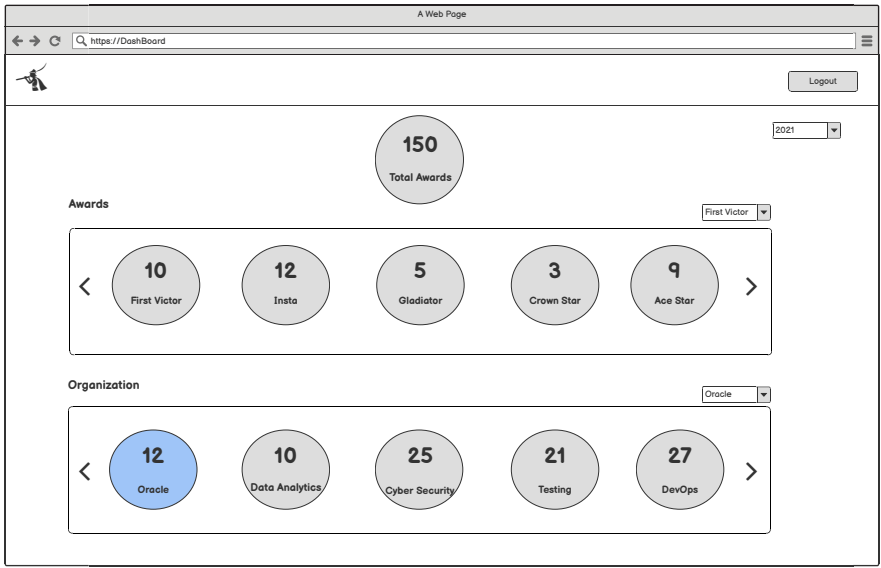 A Web Page
https://DashBoard
Logout
2021
150
Total Awards
Awards
First Victor
10
First Victor
12
Insta
5
Gladiator
3
Crown Star
9
Ace Star
Organization
Oracle
12
Oracle
10
Data Analytics
25
Cyber Security
21
Testing
27
DevOps